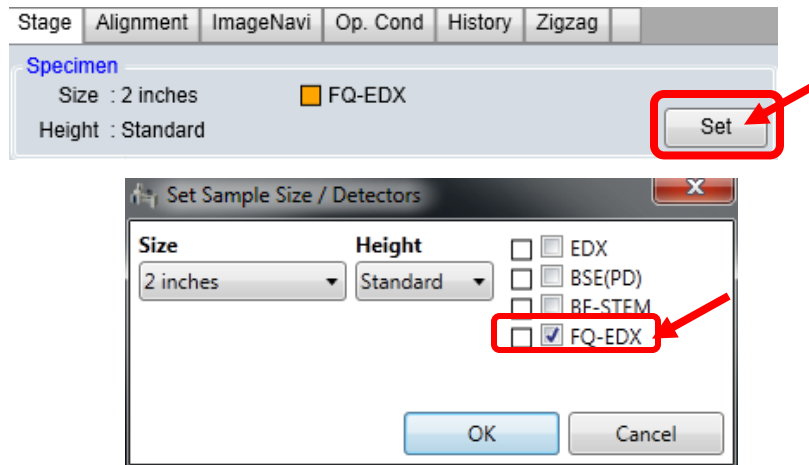 Stage Alignment ImageNavi Op. Cond History Zigzag
Specimen
Size : 2 inches FQ-EDX
Height : Standard
Set
Set Sample Size / Detectors
Size Height
EDX
2 inches Standard
BSE(PD)
BF-STEM
FQ-EDX
OK Cancel